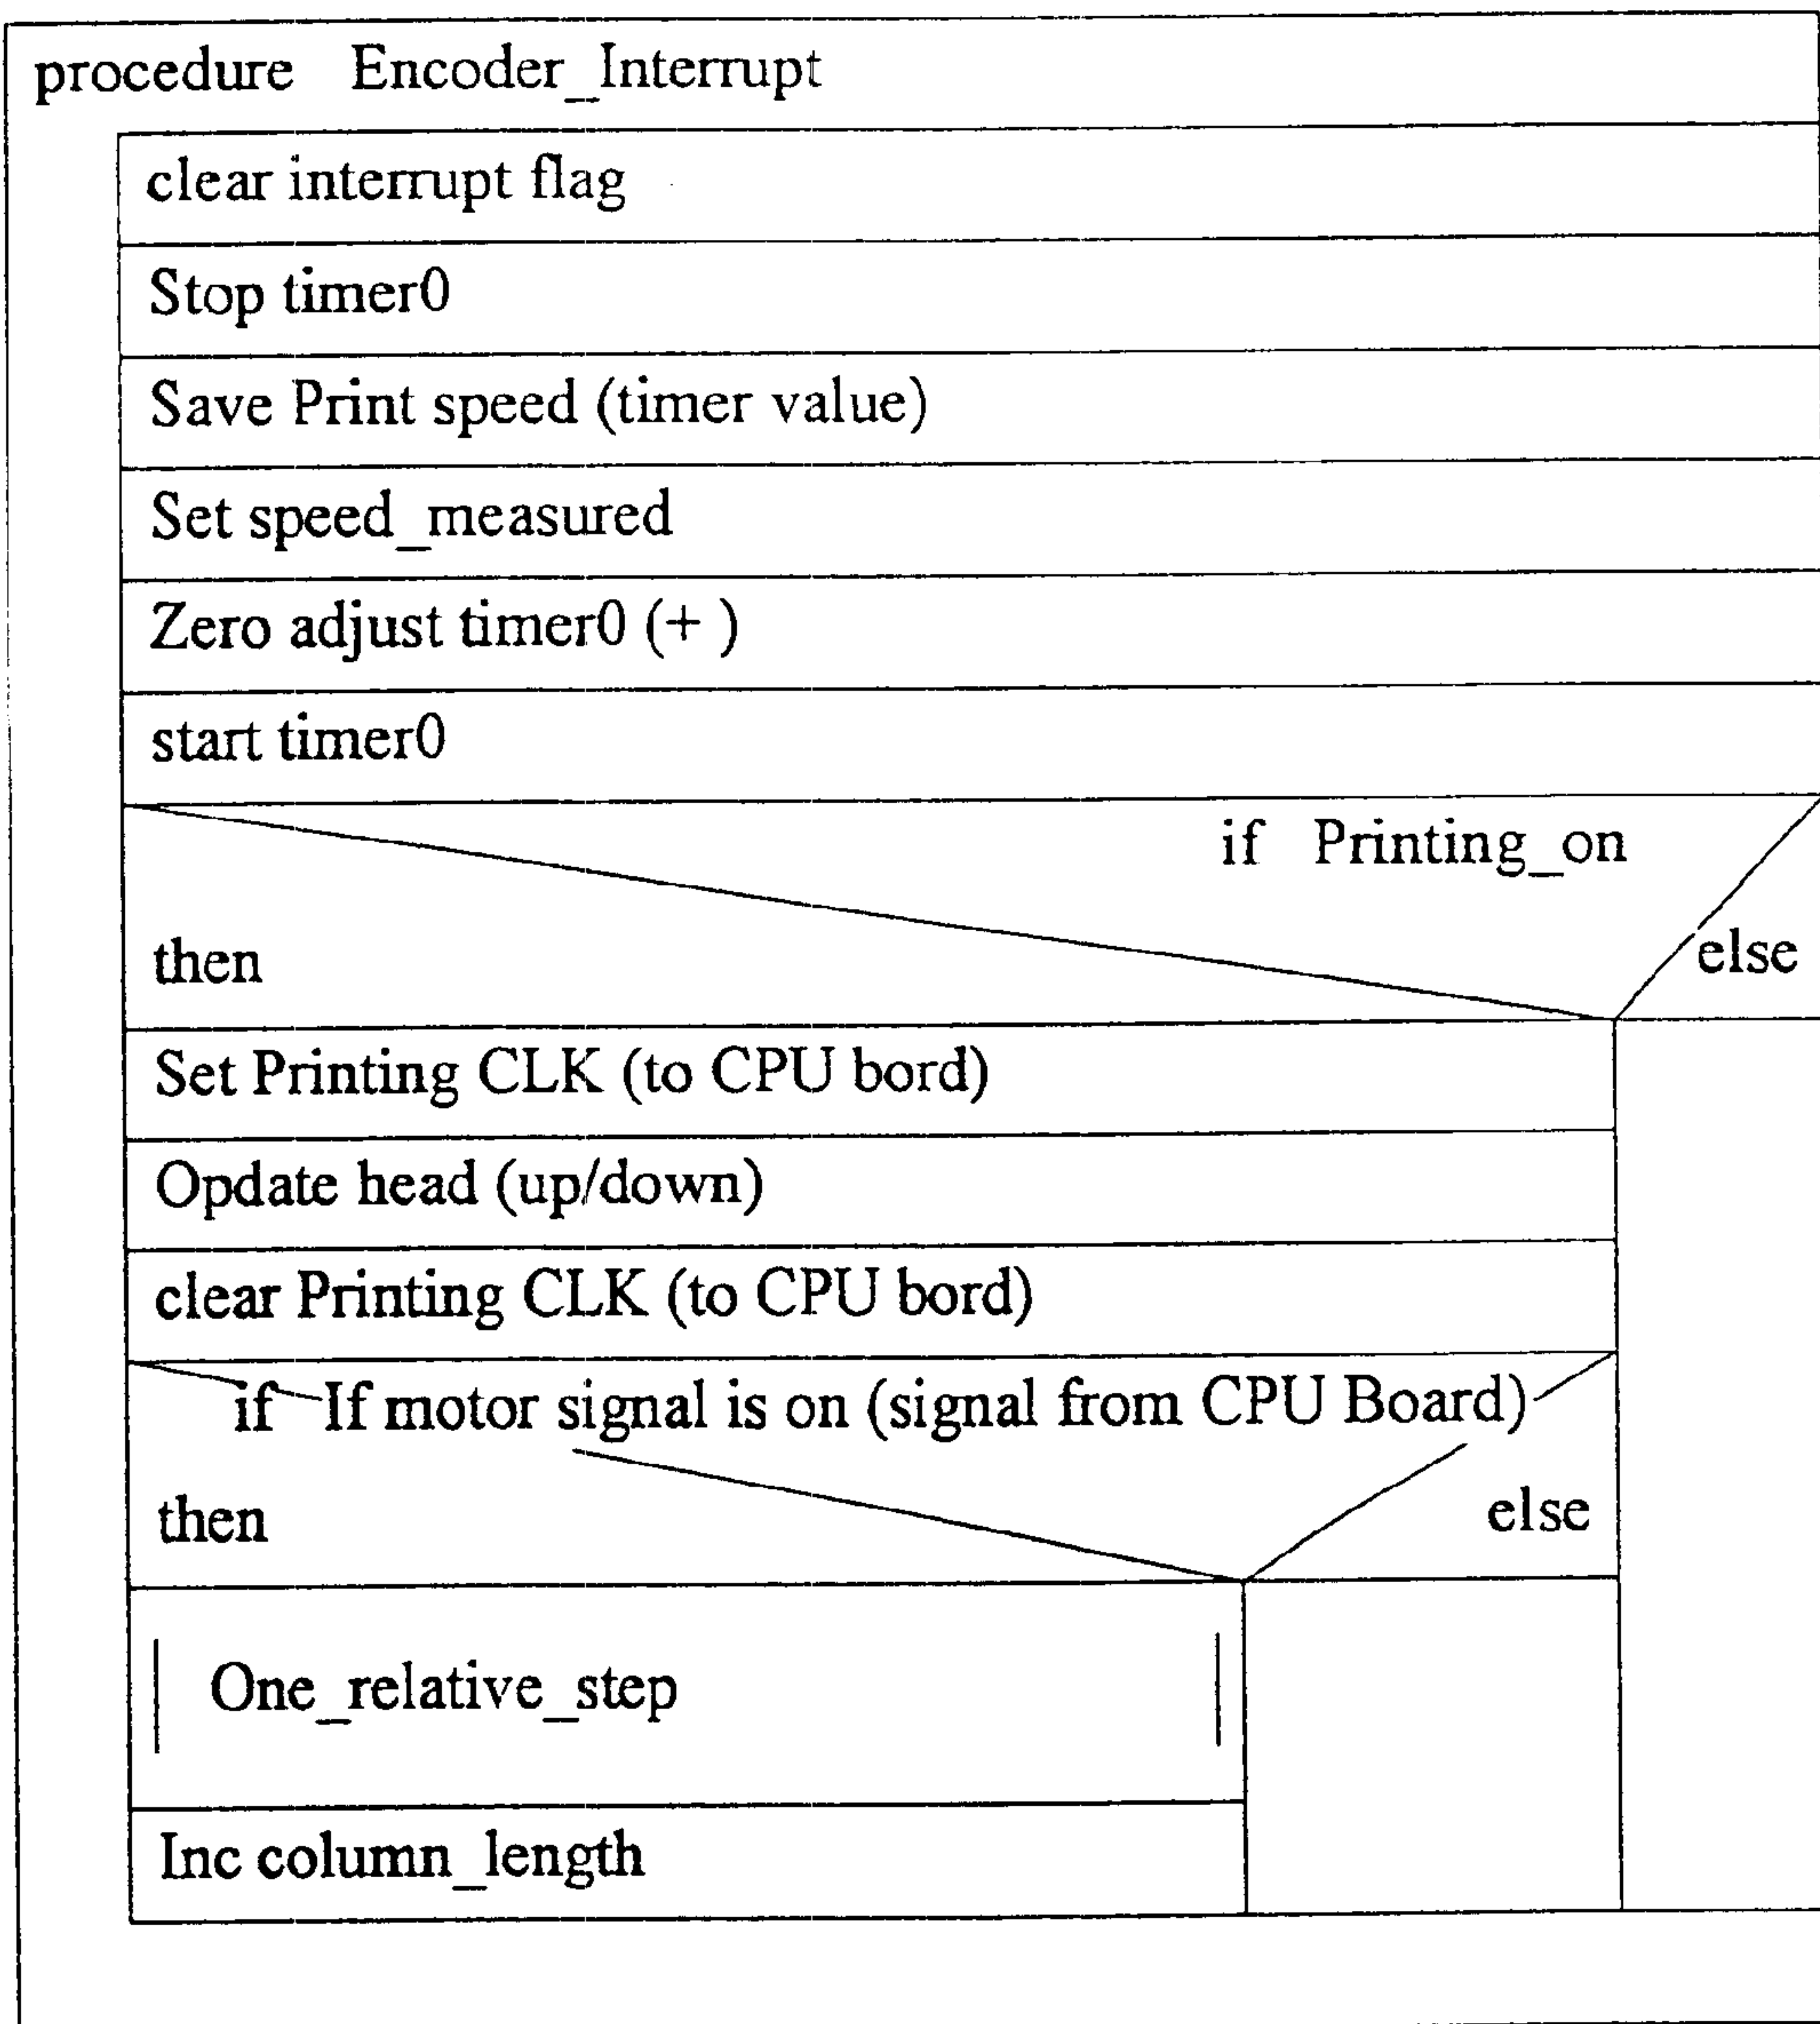 procedure Encoder_Interrupt
clear interrupt flag
Stop timer0
Save Print speed (timer value)
Set speed_measured
Zero adjust timer0 (+ )
start timer0
if Printing_on
then else
Set Printing CLK (to CPU bord)
Opdate head (up/down)
clear Printing CLK (to CPU bord)
if If motor signal is on (signal from CPU Board)
then else
One_relative_step
Inc column_length